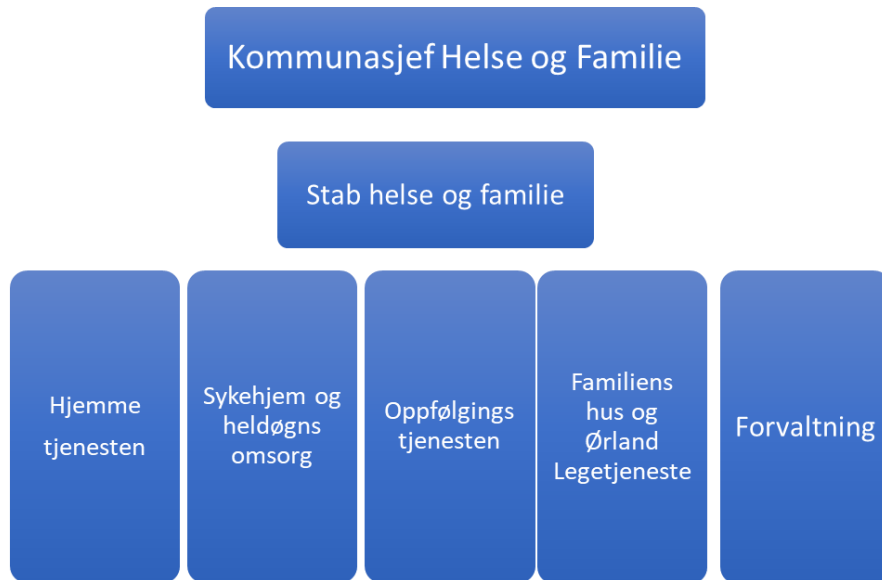 Kommunasjef Helse og Familie
Stab helse og familie
Hjemme
tjenesten
Sykehjem og
heldøgns
omsorg
Oppfølgings
tjenesten
Familiens
hus og
Ørland
Legetjeneste
Forvaltning